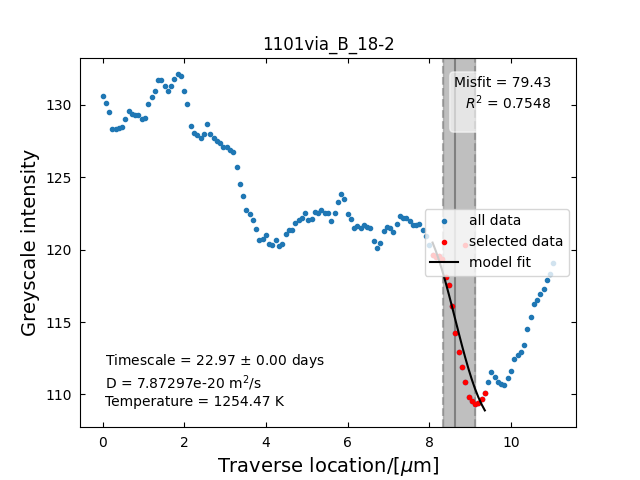 1101via_B_18-2
Misfit = 79.43
R² = 0.7548
all data
selected data
model fit
Timescale = 22.97 ± 0.00 days
D = 7.87297e-20 m²/s
Temperature = 1254.47 K
Greyscale intensity
130
125
120
115
110
0 2 4 6 8 10
Traverse location/[μm]